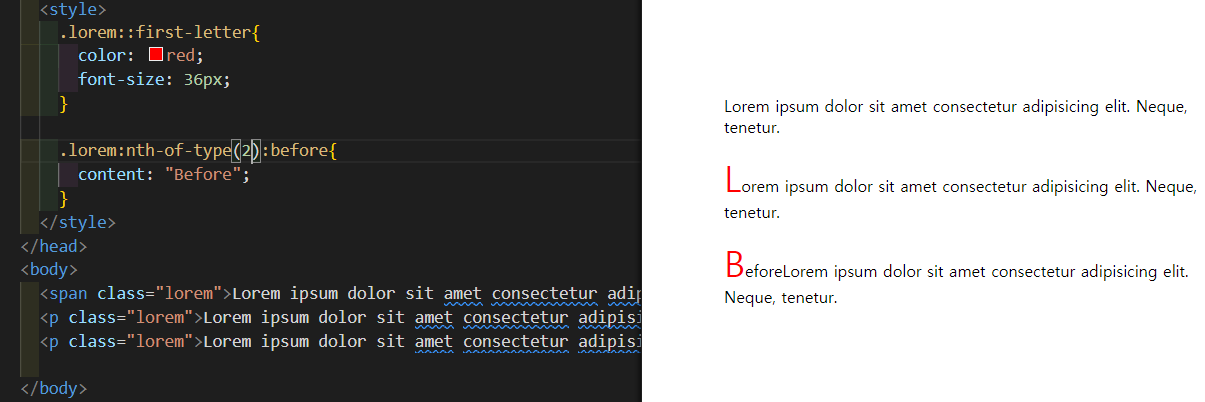 <style>
.lorem::first-letter{
color: red;
font-size: 36px;
}
.lorem:nth-of-type(2):before{
content: "Before";
}
</style>
</head>
<body>
<span class="lorem">Lorem ipsum dolor sit amet consectetur adip
<p class="lorem">Lorem ipsum dolor sit amet consectetur adipisi
<p class="lorem">Lorem ipsum dolor sit amet consectetur adipisi
</body>
Lorem ipsum dolor sit amet consectetur adipisicing elit. Neque,
tenetur.
Lorem ipsum dolor sit amet consectetur adipisicing elit. Neque,
tenetur.
BeforeLorem ipsum dolor sit amet consectetur adipisicing elit.
Neque, tenetur.